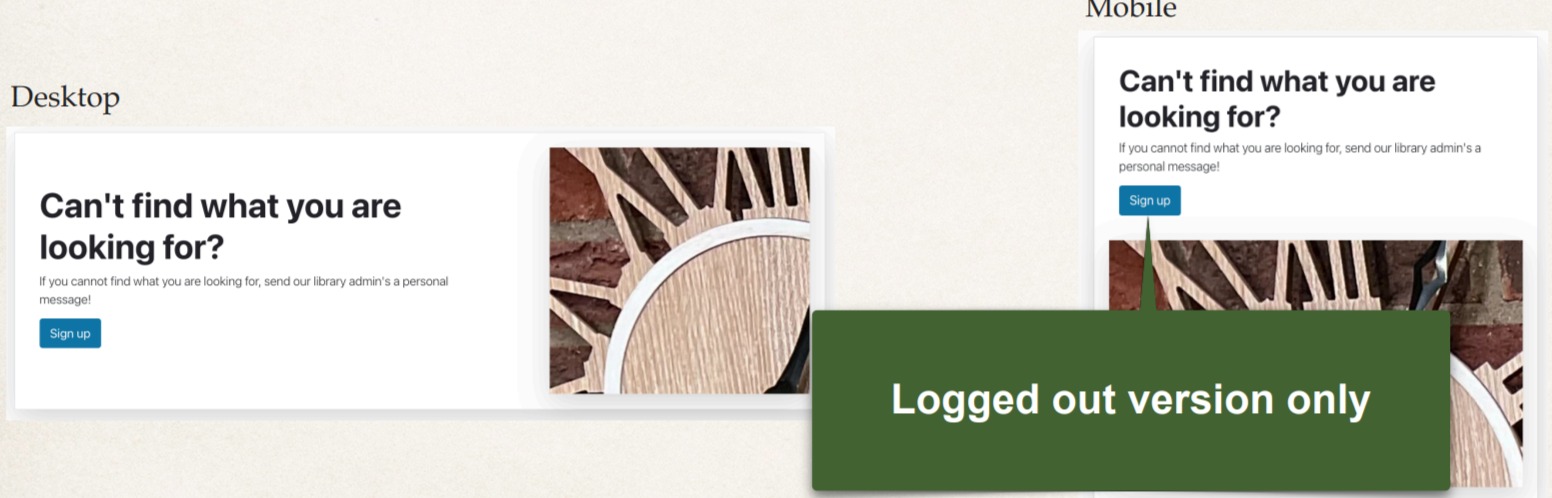 Desktop
Can't find what you are
looking for?
If you cannot find what you are looking for, send our library admin's a personal
message!
Sign up
Mobile
Can't find what you are
looking for?
If you cannot find what you are looking for, send our library admin's a
personal message!
Sign up
Logged out version only